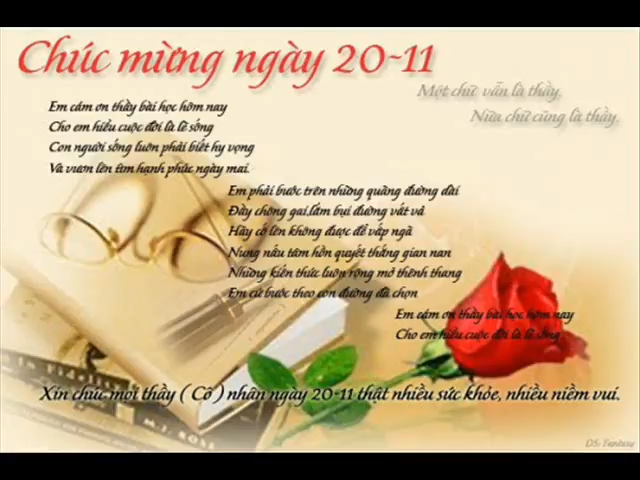 Chúc mừng ngày 20-11
Một chữ vẫn là thầy,
Nửa chữ cũng là thầy,
Em cám ơn thầy bài học hôm nay
Cho em hiểu cuộc đời là lẽ sống
Con người sống luôn phải biết hy vọng
Và vươn lên tìm hạnh phúc ngày mai.
Em phải bước trên những quãng đường dài
Đầy chông gai,lấm bụi đường vất vả
Hãy cố lên không được để vấp ngã
Nung nấu tâm hồn quyết thắng gian nan
Những kiến thức luôn rộng mở thênh thang
Em cứ bước theo con đường đã chọn
Em cám ơn thầy bài học hôm nay
Cho em hiểu cuộc đời là lẽ sống
Xin chúc mọi thầy ( Cô ) nhân ngày 20-11 thật nhiều sức khỏe, nhiều niềm vui.
M.J. ROSE
DS: Fantasy